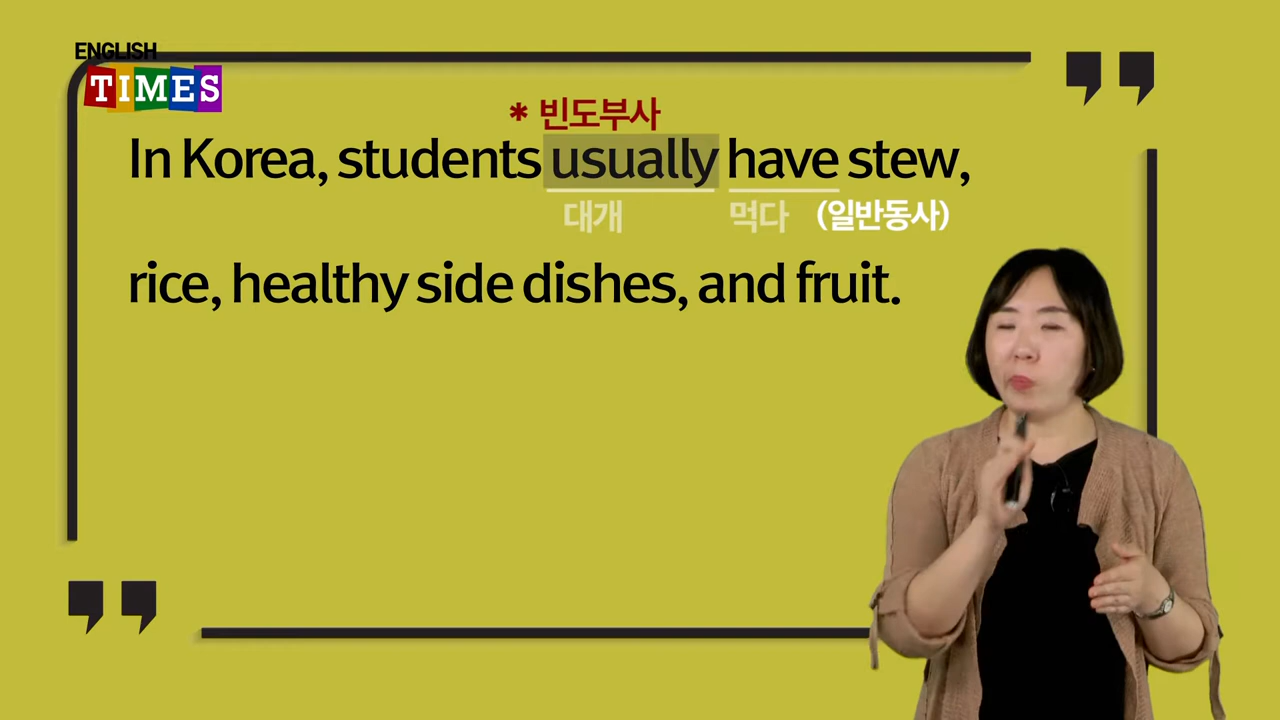 ENGLISH
TIMES
* 빈도부사
In Korea, students usually have stew,
대개 먹다 (일반동사)
rice, healthy side dishes, and fruit.